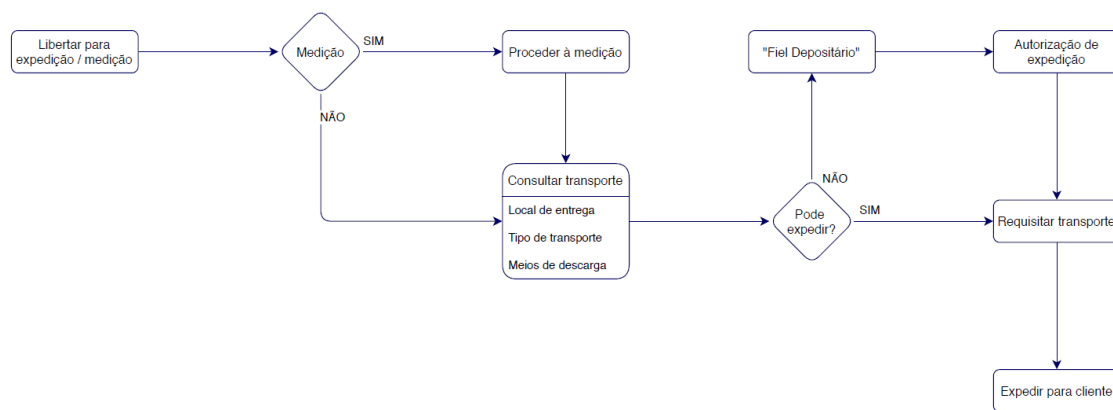 Libertar para
expedição / medição
Medição
SIM
NÃO
Proceder à medição
Consultar transporte
Local de entrega
Tipo de transporte
Meios de descarga
Pode
expedir?
NÃO
SIM
"Fiel Depositário"
Autorização de
expedição
Requisitar transporte
Expedir para cliente